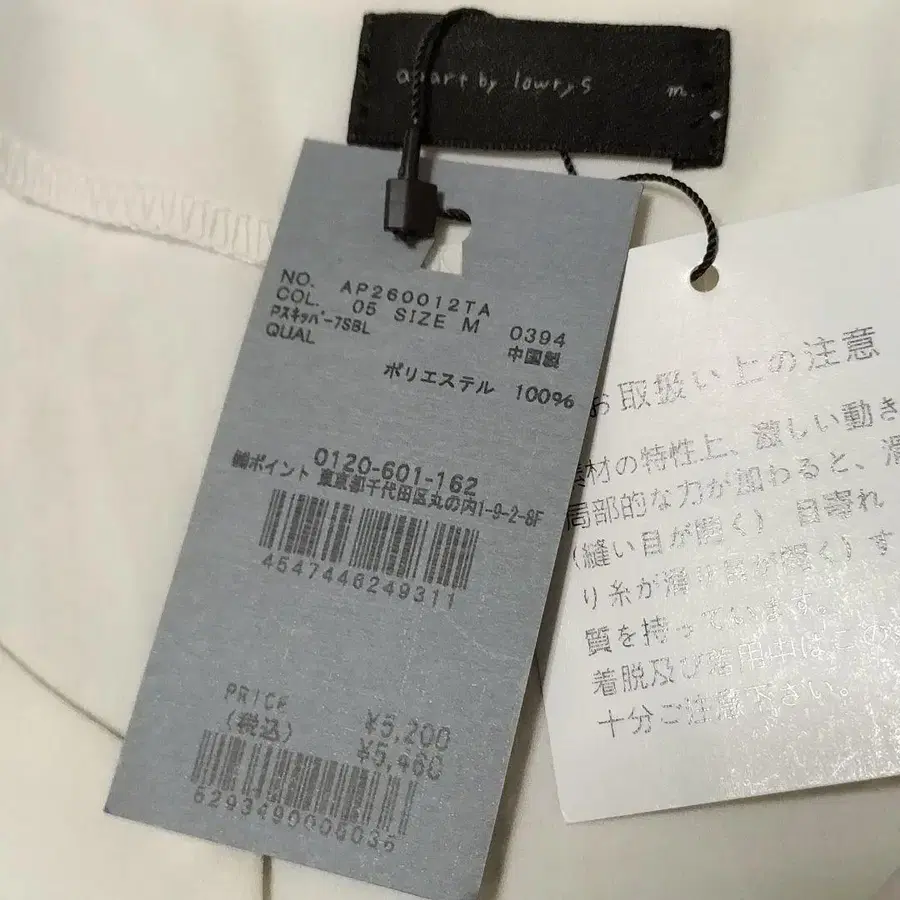 apart by lowrys m.
NO. AP260012TA
COL. 05 SIZE M 0394
Pスキッパｰ7SBL 中国製
QUAL
ポリエステル 100%
0120-601-162
㈱ポイント 東京都千代田区丸の内1-9-2-8F
4547446249311
PRICE ¥5,200
(税込) ¥5,460
6293490006036
お取扱い上の注意
素材の特性上、激しい動き
局部的な力が加わると、滑
(縫い目が開く) 目寄れ
り糸が滑り目が開く)す
質を持っています。
着脱及び着用中はこの
十分ご注意下さい。